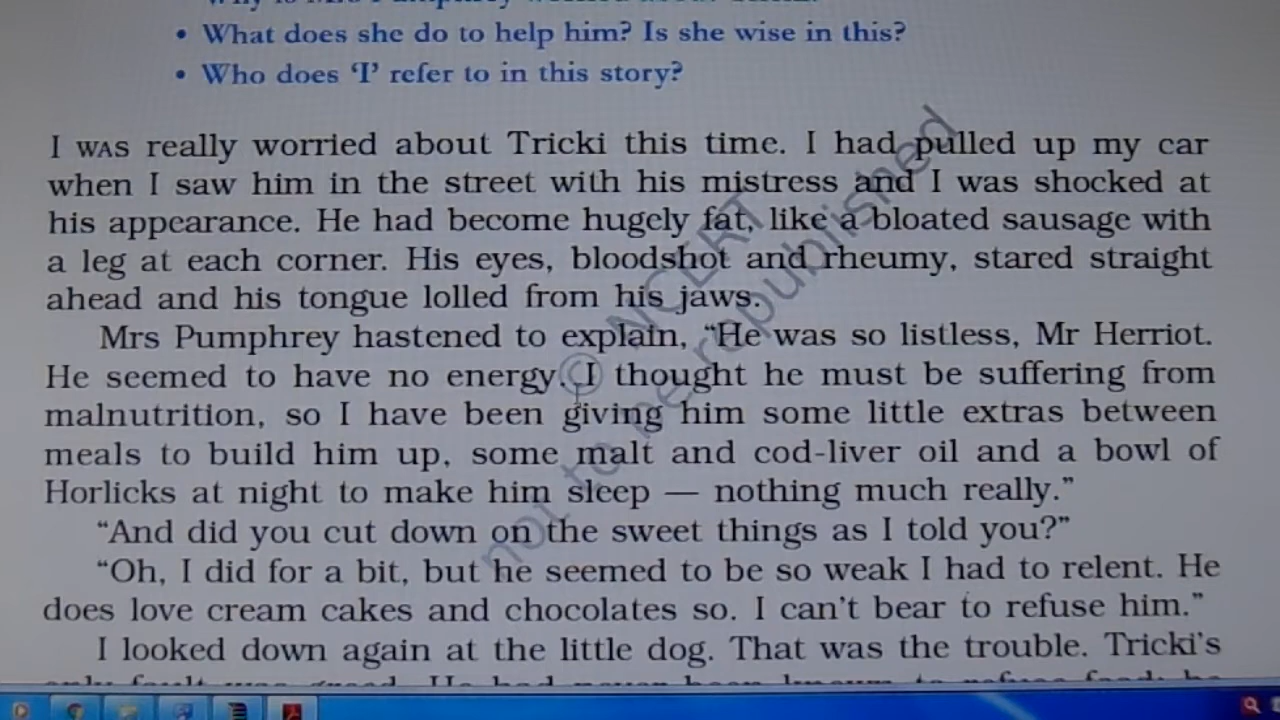 • What does she do to help him? Is she wise in this?
• Who does ‘I’ refer to in this story?
I WAS really worried about Tricki this time. I had pulled up my car
when I saw him in the street with his mistress and I was shocked at
his appearance. He had become hugely fat, like a bloated sausage with
a leg at each corner. His eyes, bloodshot and rheumy, stared straight
ahead and his tongue lolled from his jaws.
Mrs Pumphrey hastened to explain, “He was so listless, Mr Herriot.
He seemed to have no energy. I thought he must be suffering from
malnutrition, so I have been giving him some little extras between
meals to build him up, some malt and cod-liver oil and a bowl of
Horlicks at night to make him sleep — nothing much really.”
“And did you cut down on the sweet things as I told you?”
“Oh, I did for a bit, but he seemed to be so weak I had to relent. He
does love cream cakes and chocolates so. I can’t bear to refuse him.”
I looked down again at the little dog. That was the trouble. Tricki’s
© NCERT
not to be republished